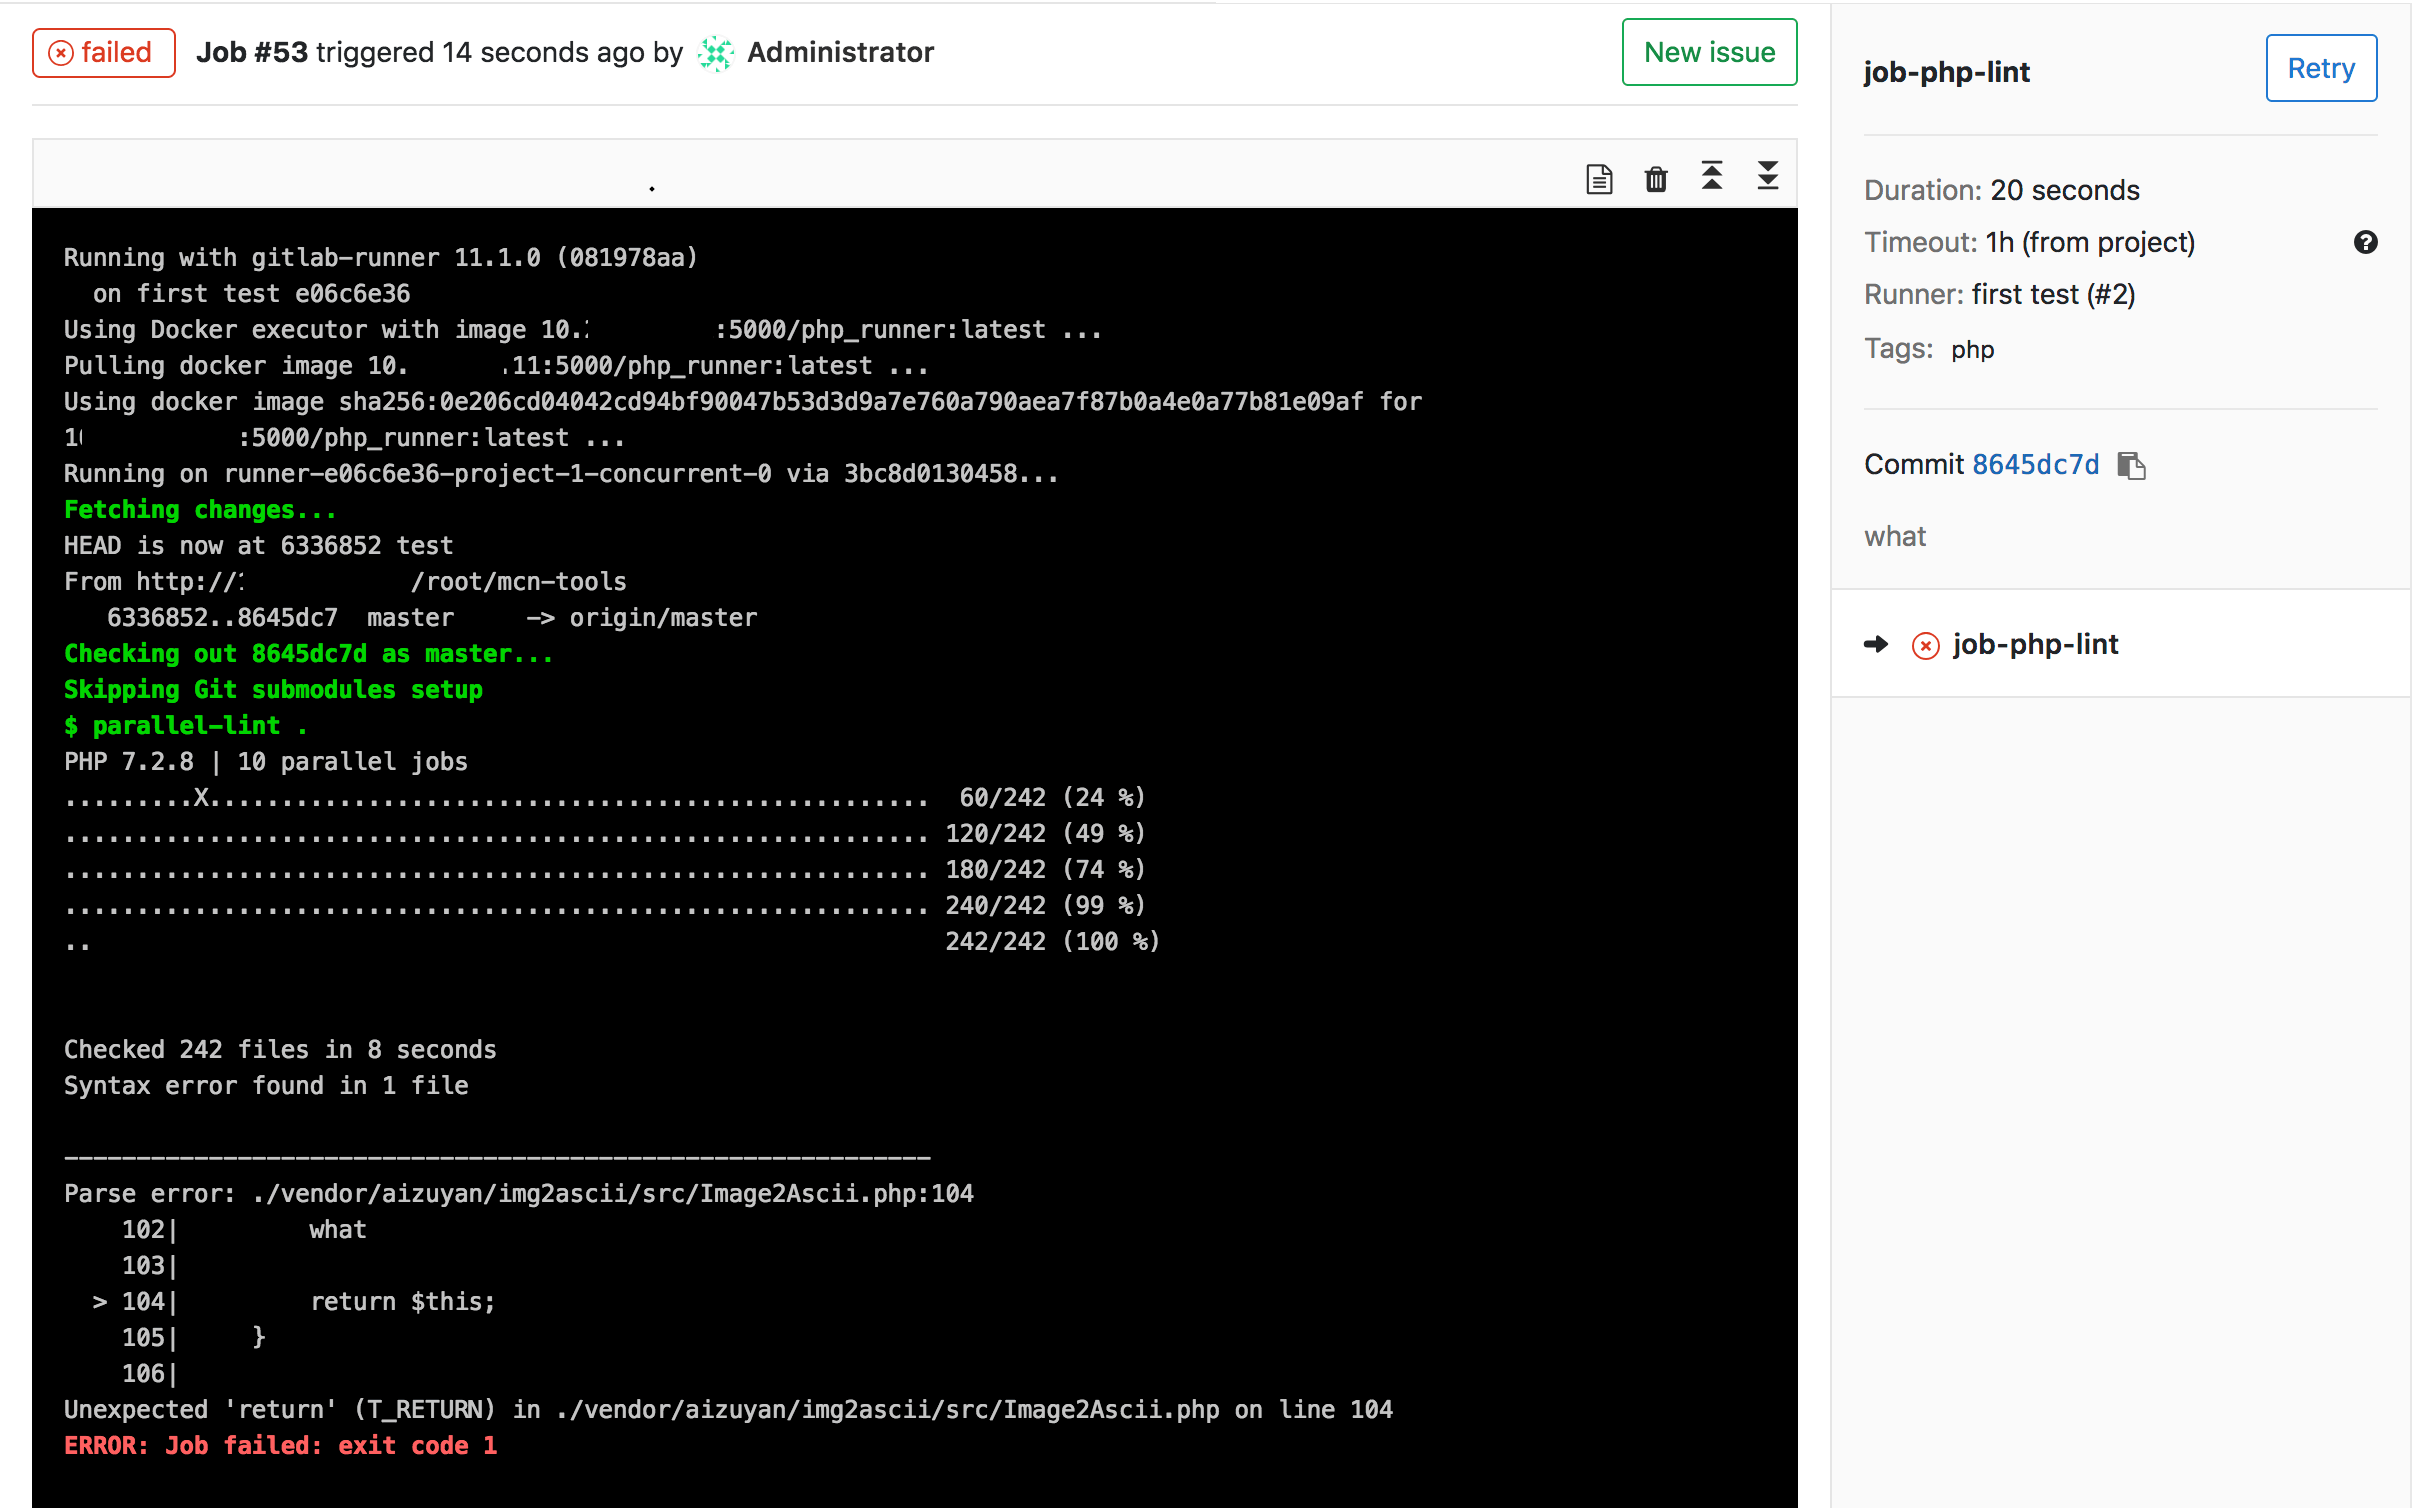 failed Job #53 triggered 14 seconds ago by Administrator New issue
Running with gitlab-runner 11.1.0 (081978aa)
on first test e06c6e36
Using Docker executor with image 10. :5000/php_runner:latest ...
Pulling docker image 10. .11:5000/php_runner:latest ...
Using docker image sha256:0e206cd04042cd94bf90047b53d3d9a7e760a790aea7f87b0a4e0a77b81e09af for
:5000/php_runner:latest ...
Running on runner-e06c6e36-project-1-concurrent-0 via 3bc8d0130458...
Fetching changes...
HEAD is now at 6336852 test
From http:// /root/mcn-tools
6336852..8645dc7 master -> origin/master
Checking out 8645dc7d as master...
Skipping Git submodules setup
$ parallel-lint .
PHP 7.2.8 | 10 parallel jobs
.........X.................................................. 60/242 (24 %)
............................................................ 120/242 (49 %)
............................................................ 180/242 (74 %)
............................................................ 240/242 (99 %)
.. 242/242 (100 %)
Checked 242 files in 8 seconds
Syntax error found in 1 file
------------------------------------------------------------
Parse error: ./vendor/aizuyan/img2ascii/src/Image2Ascii.php:104
102| what
103|
> 104| return $this;
105| }
106|
Unexpected 'return' (T_RETURN) in ./vendor/aizuyan/img2ascii/src/Image2Ascii.php on line 104
ERROR: Job failed: exit code 1
job-php-lint Retry
Duration: 20 seconds
Timeout: 1h (from project)
Runner: first test (#2)
Tags: php
Commit 8645dc7d
what
job-php-lint